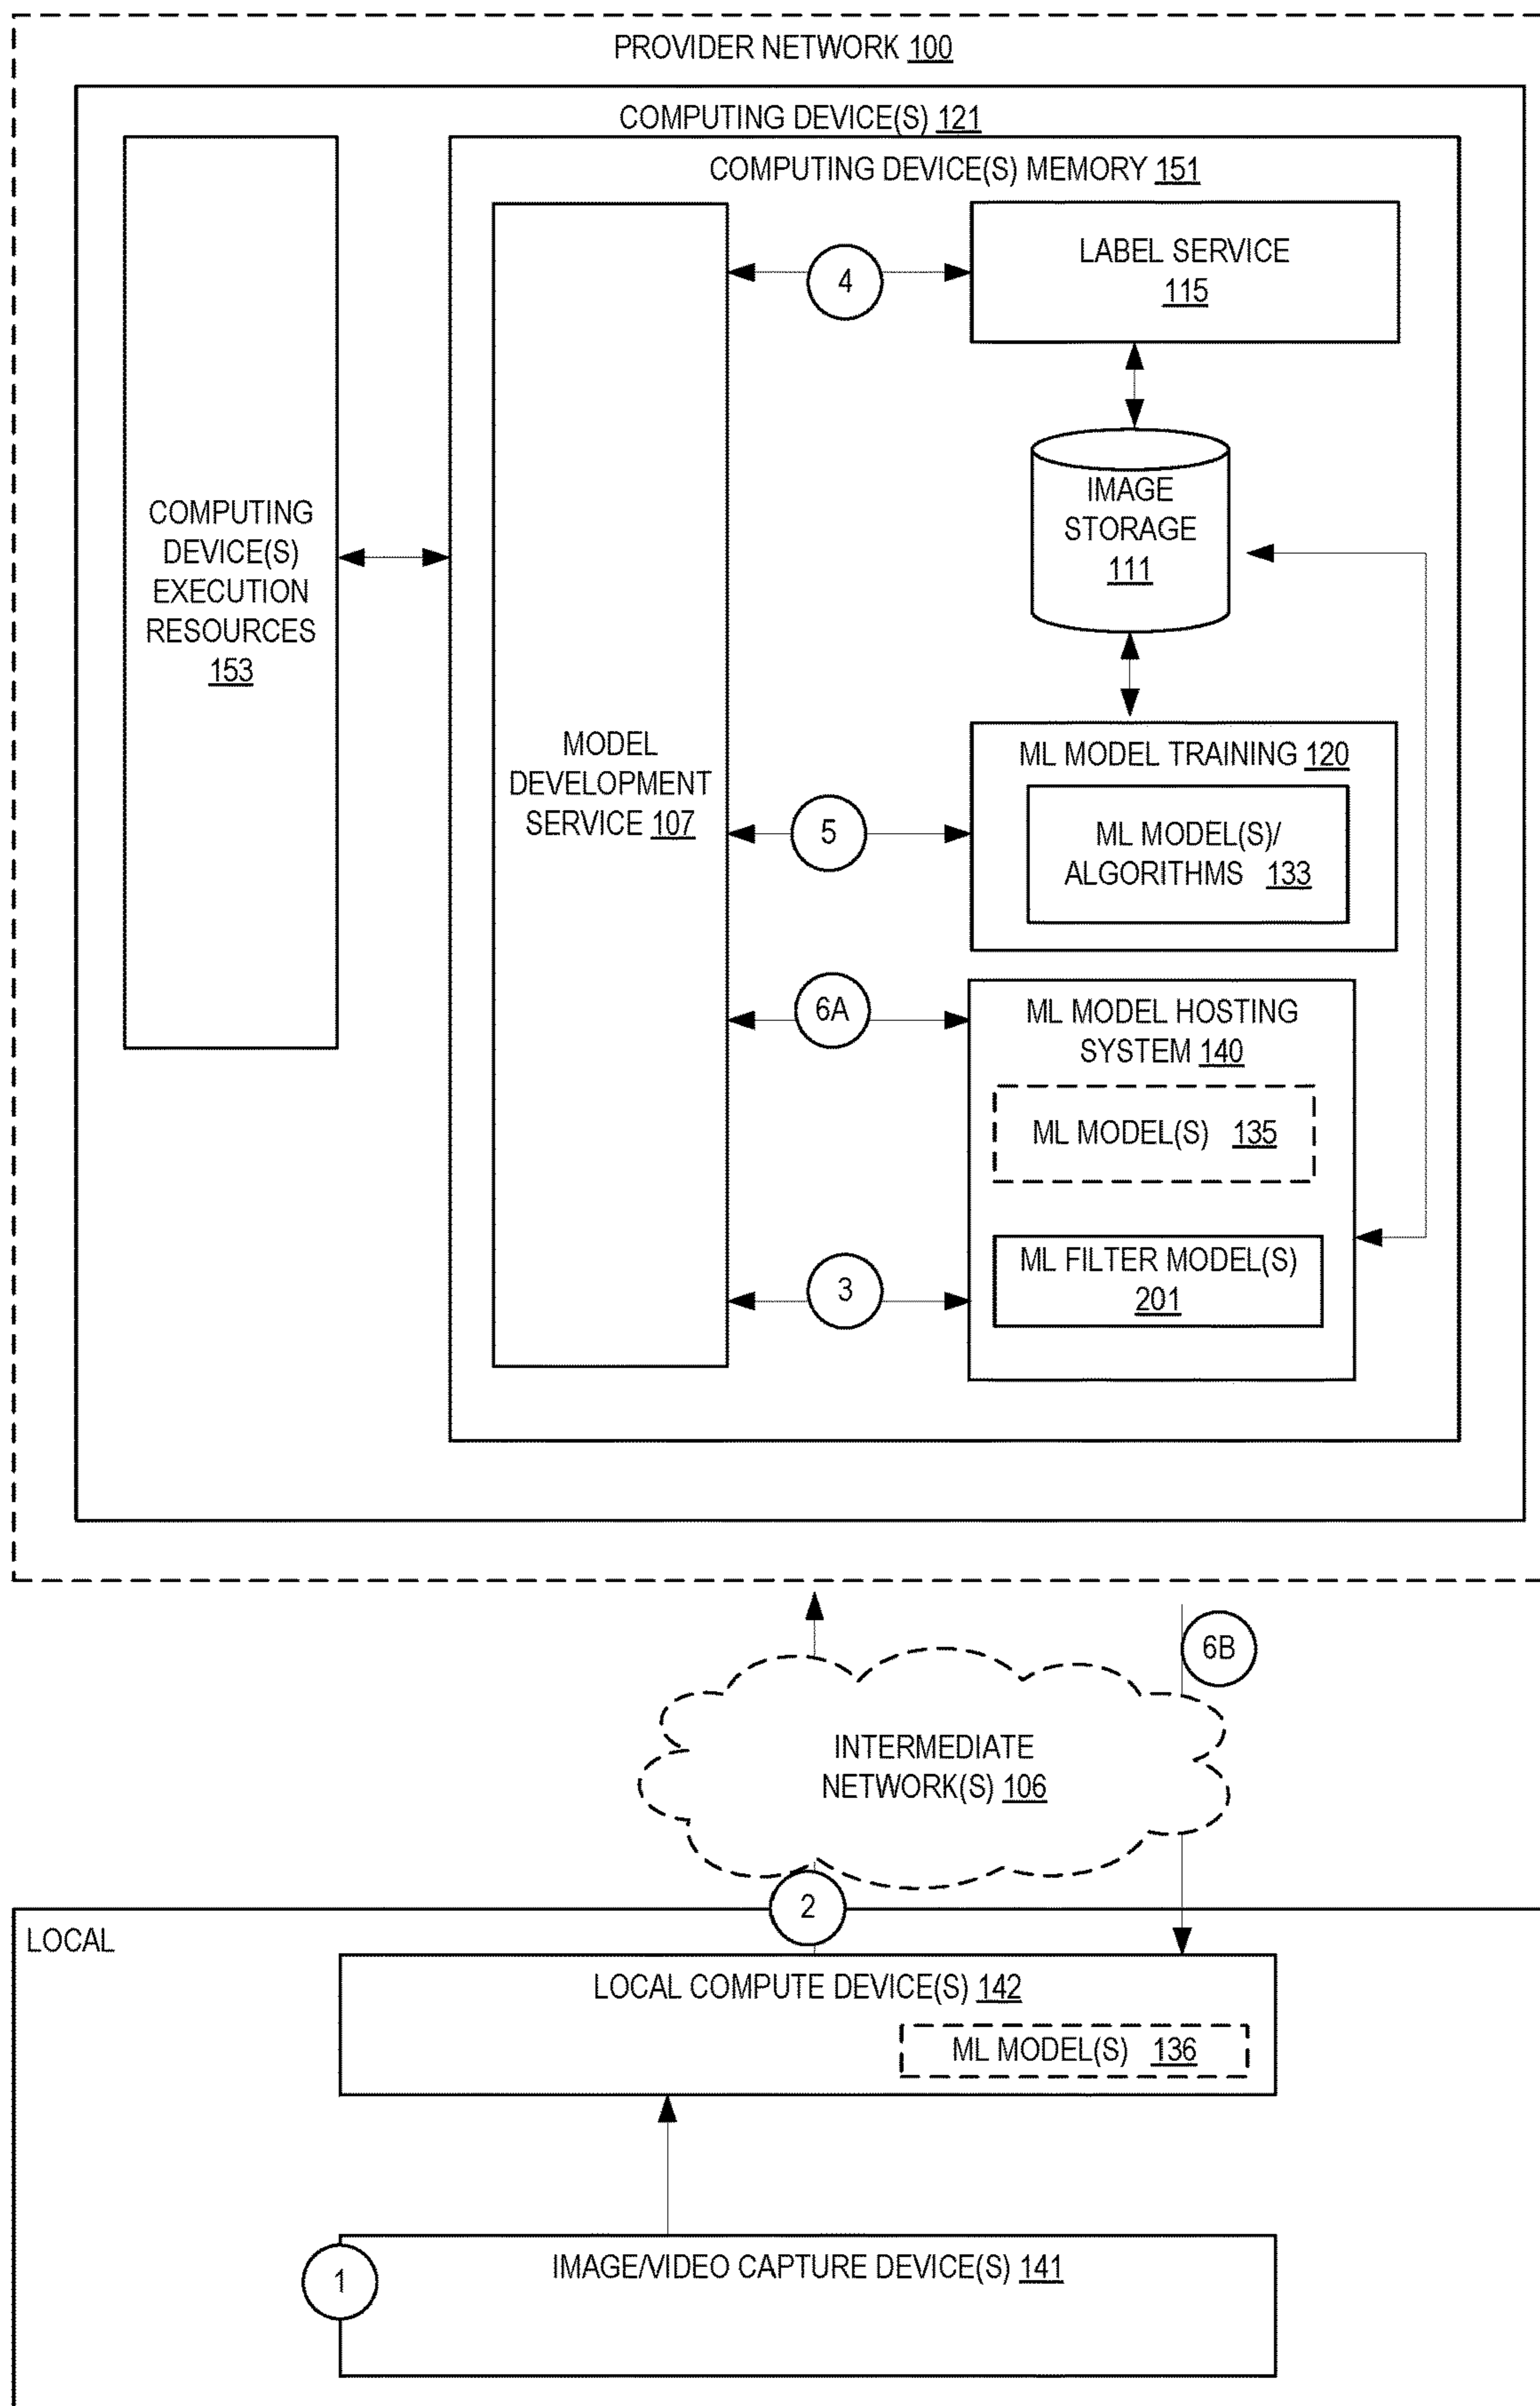 PROVIDER NETWORK 100
COMPUTING DEVICE(S) 121
COMPUTING DEVICE(S) MEMORY 151
COMPUTING
DEVICE(S)
EXECUTION
RESOURCES
153
MODEL
DEVELOPMENT
SERVICE 107
4
LABEL SERVICE
115
IMAGE
STORAGE
111
5
ML MODEL TRAINING 120
ML MODEL(S)/
ALGORITHMS 133
6A
ML MODEL HOSTING
SYSTEM 140
ML MODEL(S) 135
3
ML FILTER MODEL(S)
201
6B
INTERMEDIATE
NETWORK(S) 106
2
LOCAL
LOCAL COMPUTE DEVICE(S) 142
ML MODEL(S) 136
1
IMAGE/VIDEO CAPTURE DEVICE(S) 141